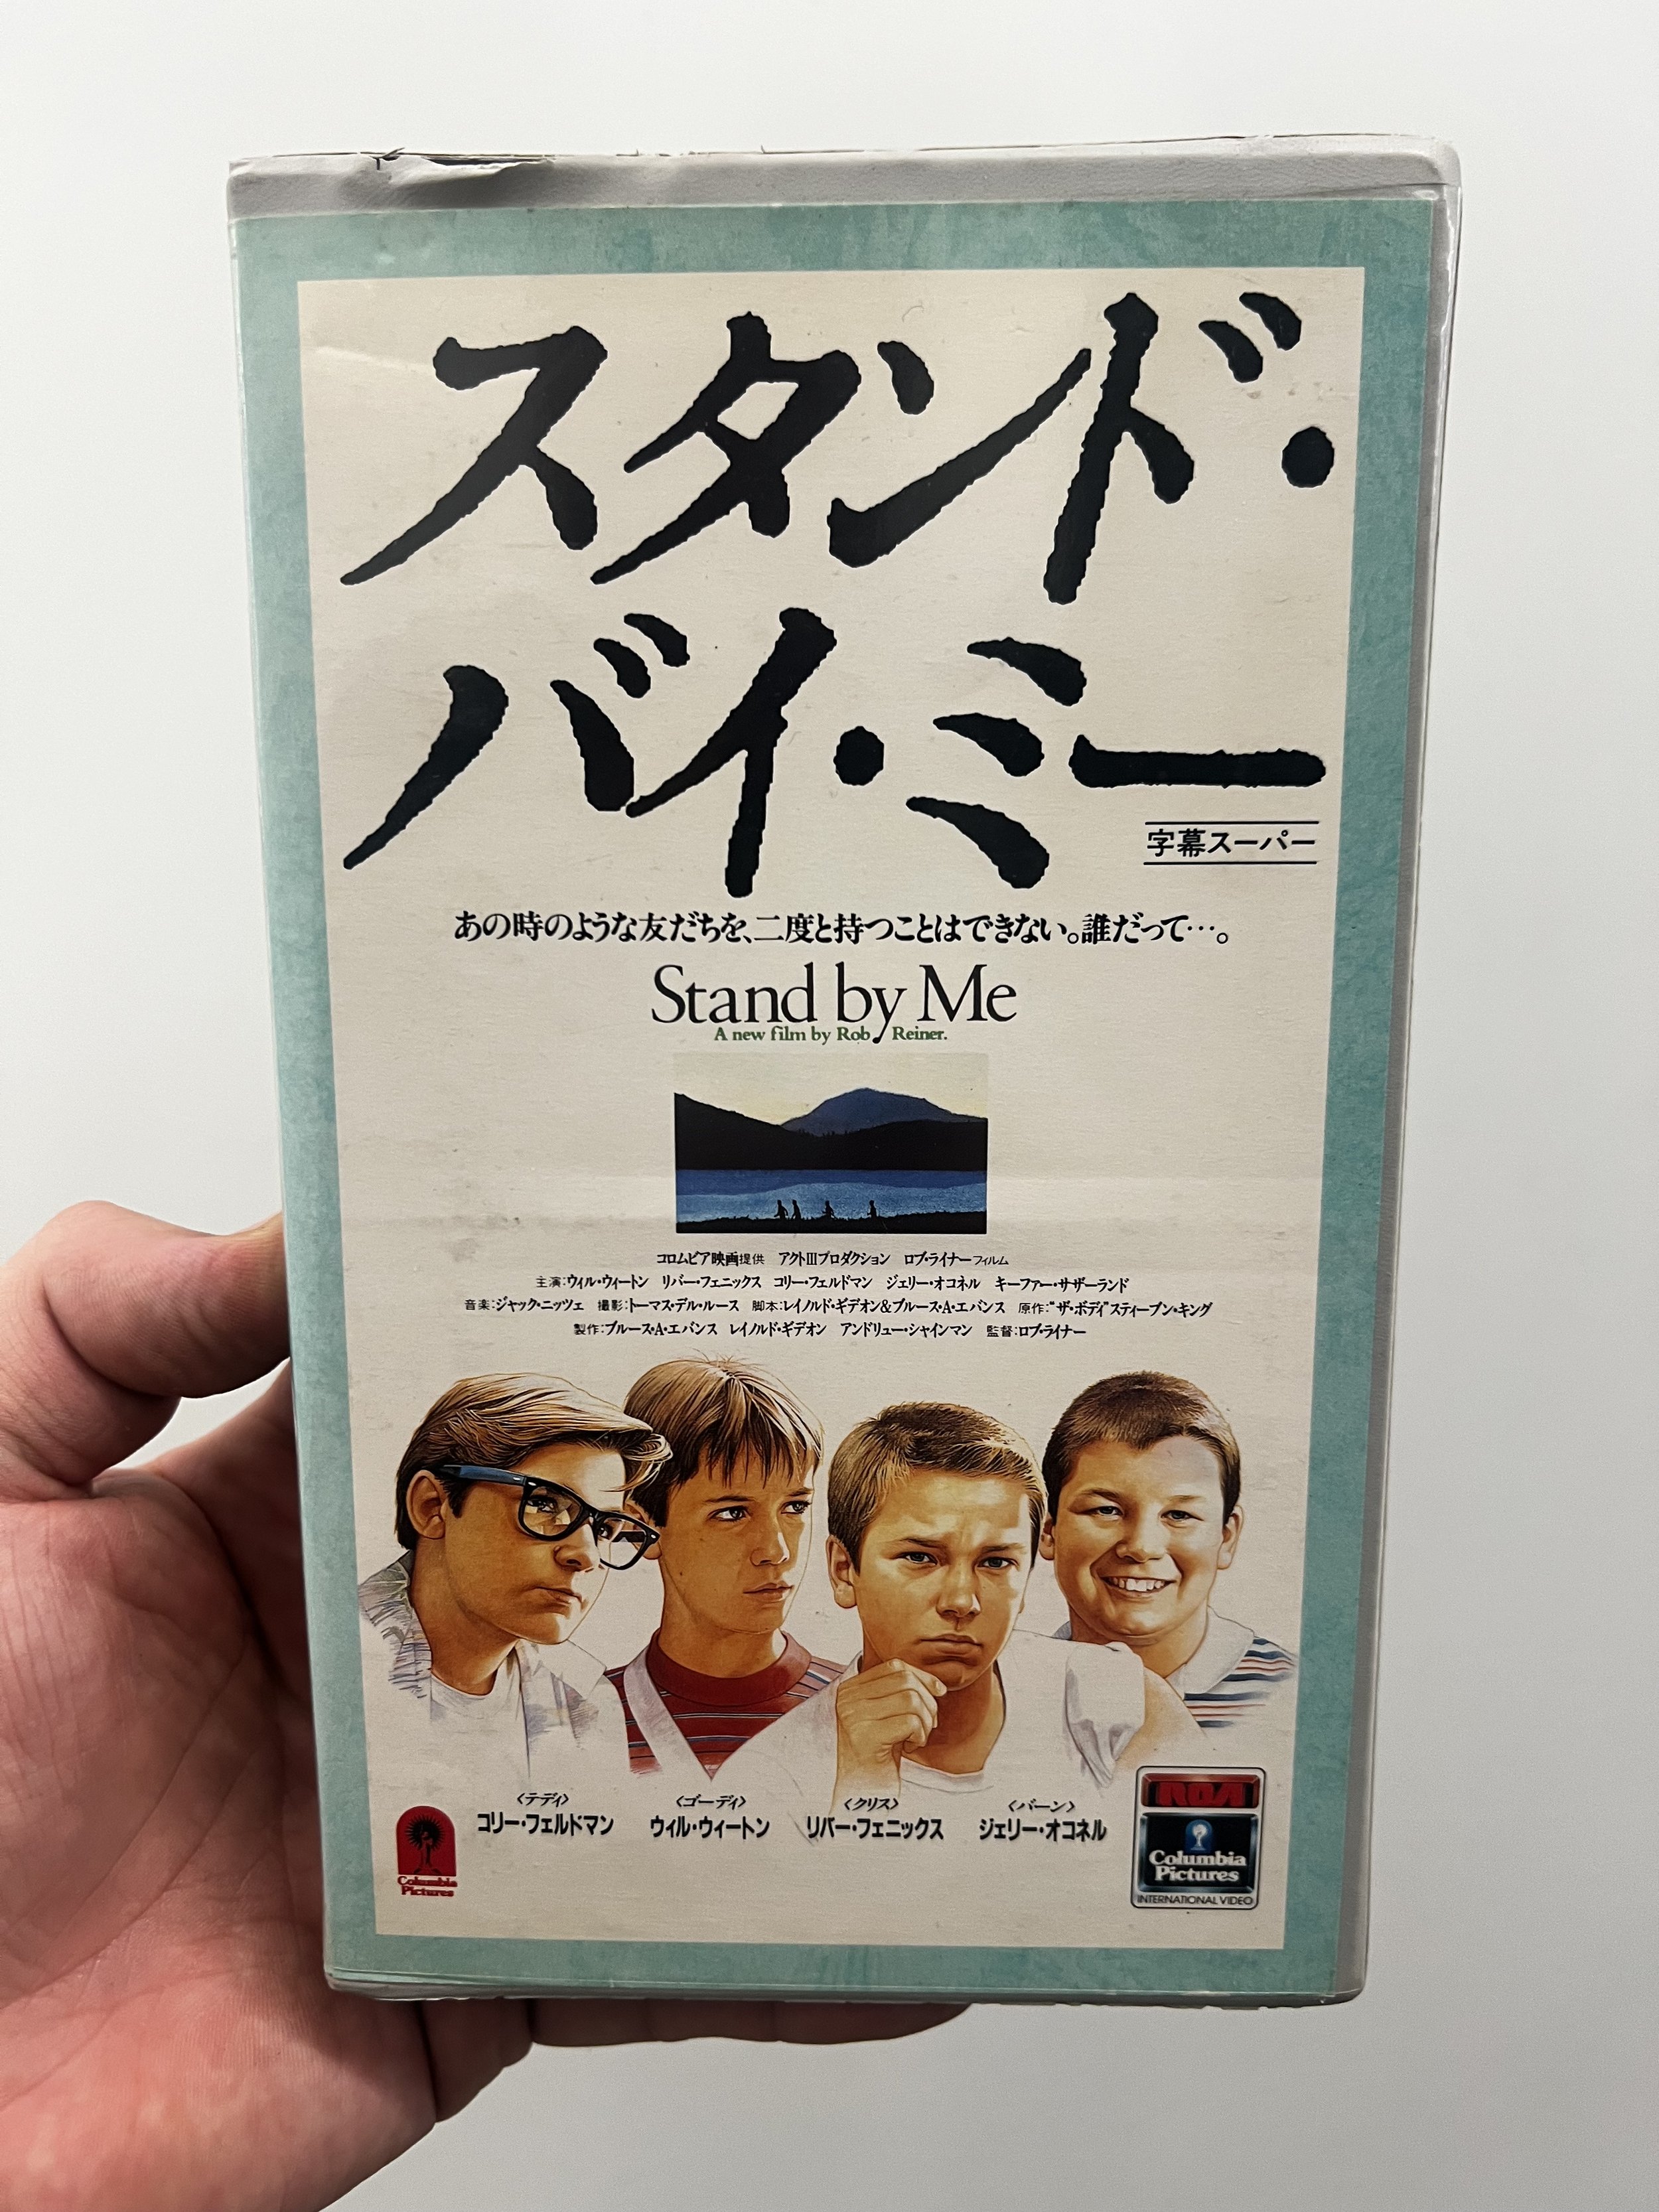 スタンド・
バイ・ミー
字幕スーパー
あの時のような友だちを、二度と持つことはできない。誰だって…。
Stand by Me
A new film by Rob Reiner.
コロムビア映画提供 アクトIIIプロダクション ロブ・ライナーフィルム
主演:ウィル・ウィートン リバー・フェニックス コリー・フェルドマン ジェリー・オコネル キーファー・サザーランド
音楽:ジャック・ニッツェ 撮影:トーマス・デル・ルース 脚本:レイノルド・ギデオン&ブルース・A・エバンス 原作:"ザ・ボディ"スティーブン・キング
製作:ブルース・A・エバンス レイノルド・ギデオン アンドリュー・シャインマン 監督:ロブ・ライナー
〈テディ〉 〈ゴーディ〉 〈クリス〉 〈バーン〉
コリー・フェルドマン ウィル・ウィートン リバー・フェニックス ジェリー・オコネル
Columbia
Pictures
RCA
Columbia
Pictures
INTERNATIONAL VIDEO